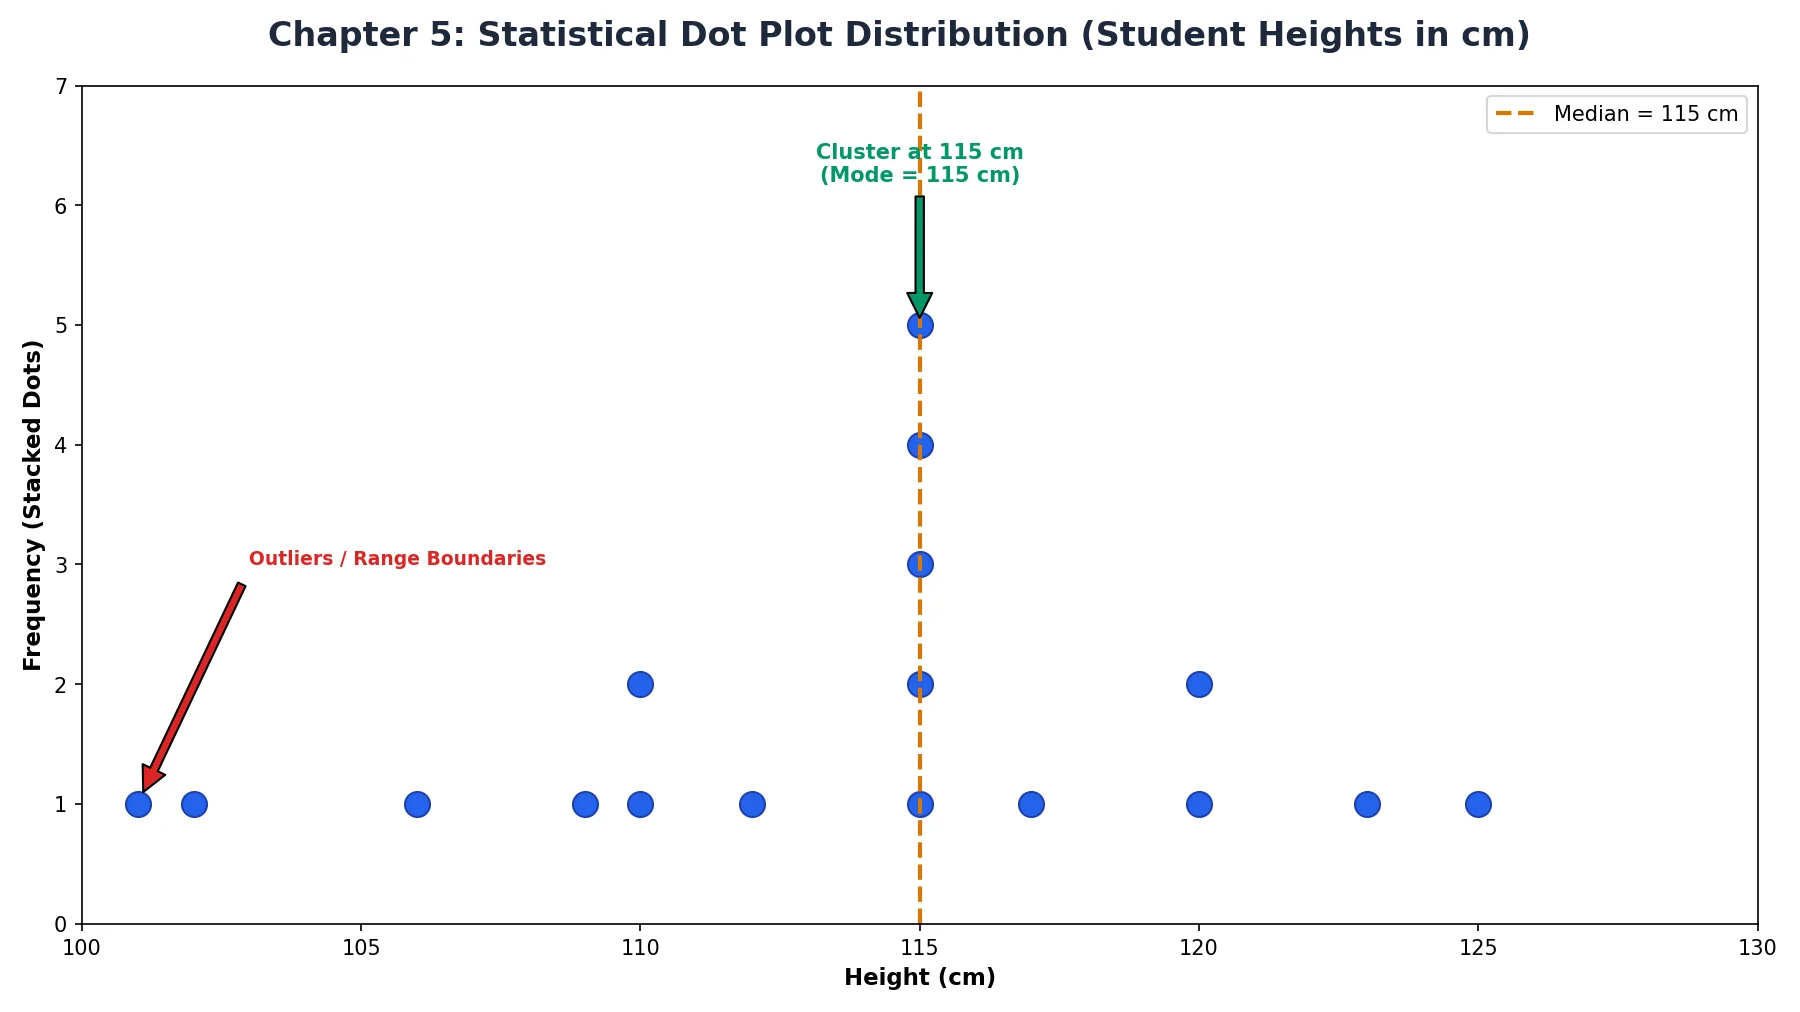 Chapter 5: Statistical Dot Plot Distribution (Student Heights in cm)
Median = 115 cm
Cluster at 115 cm
(Mode = 115 cm)
Outliers / Range Boundaries
Frequency (Stacked Dots)
7
6
5
4
3
2
1
0
100 105 110 115 120 125 130
Height (cm)